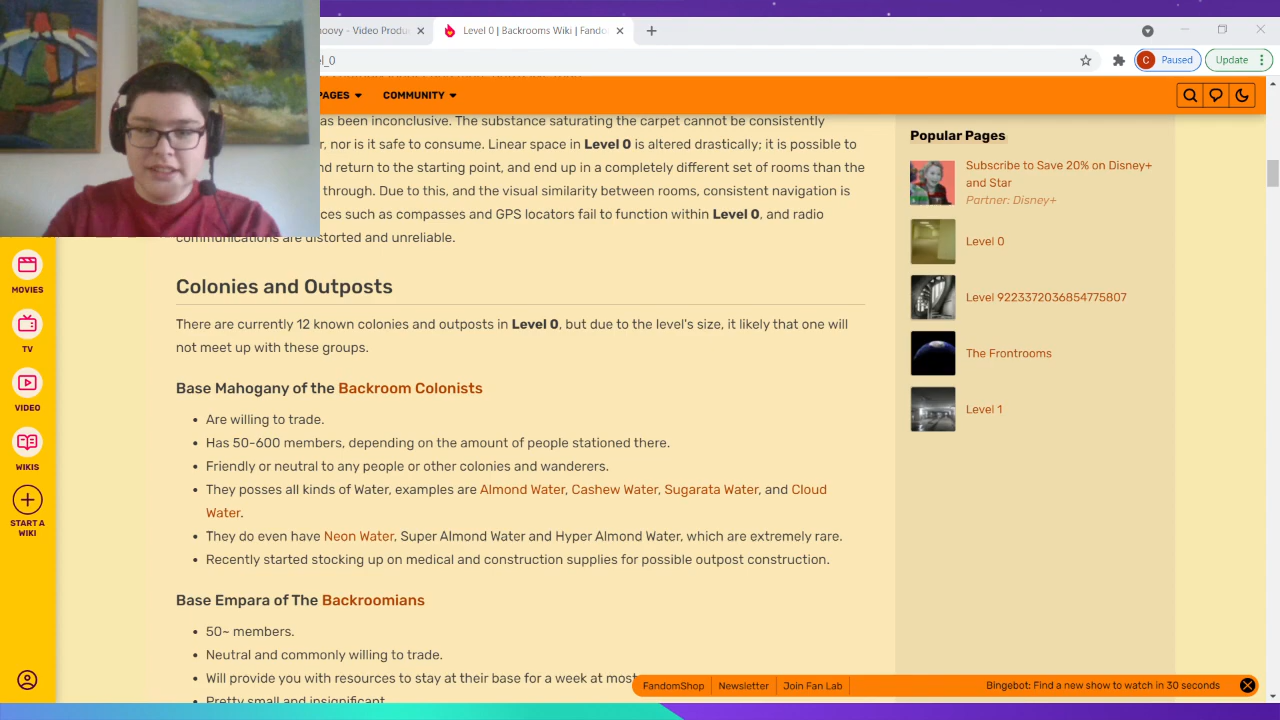 noovy - Video Produ
Level 0 | Backrooms Wiki | Fando
el_0
C Paused
Update
PAGES
COMMUNITY
as been inconclusive. The substance saturating the carpet cannot be consistently
r, nor is it safe to consume. Linear space in Level 0 is altered drastically; it is possible to
nd return to the starting point, and end up in a completely different set of rooms than the
through. Due to this, and the visual similarity between rooms, consistent navigation is
ces such as compasses and GPS locators fail to function within Level 0, and radio
communications are distorted and unreliable.
Colonies and Outposts
There are currently 12 known colonies and outposts in Level 0, but due to the level's size, it likely that one will
not meet up with these groups.
Base Mahogany of the Backroom Colonists
• Are willing to trade.
• Has 50-600 members, depending on the amount of people stationed there.
• Friendly or neutral to any people or other colonies and wanderers.
• They posses all kinds of Water, examples are Almond Water, Cashew Water, Sugarata Water, and Cloud
Water.
• They do even have Neon Water, Super Almond Water and Hyper Almond Water, which are extremely rare.
• Recently started stocking up on medical and construction supplies for possible outpost construction.
Base Empara of The Backroomians
• 50~ members.
• Neutral and commonly willing to trade.
• Will provide you with resources to stay at their base for a week at most
• Pretty small and insignificant
Popular Pages
Subscribe to Save 20% on Disney+
and Star
Partner: Disney+
Level 0
Level 9223372036854775807
The Frontrooms
Level 1
MOVIES
TV
VIDEO
WIKIS
START A
WIKI
FandomShop
Newsletter
Join Fan Lab
Bingebot: Find a new show to watch in 30 seconds